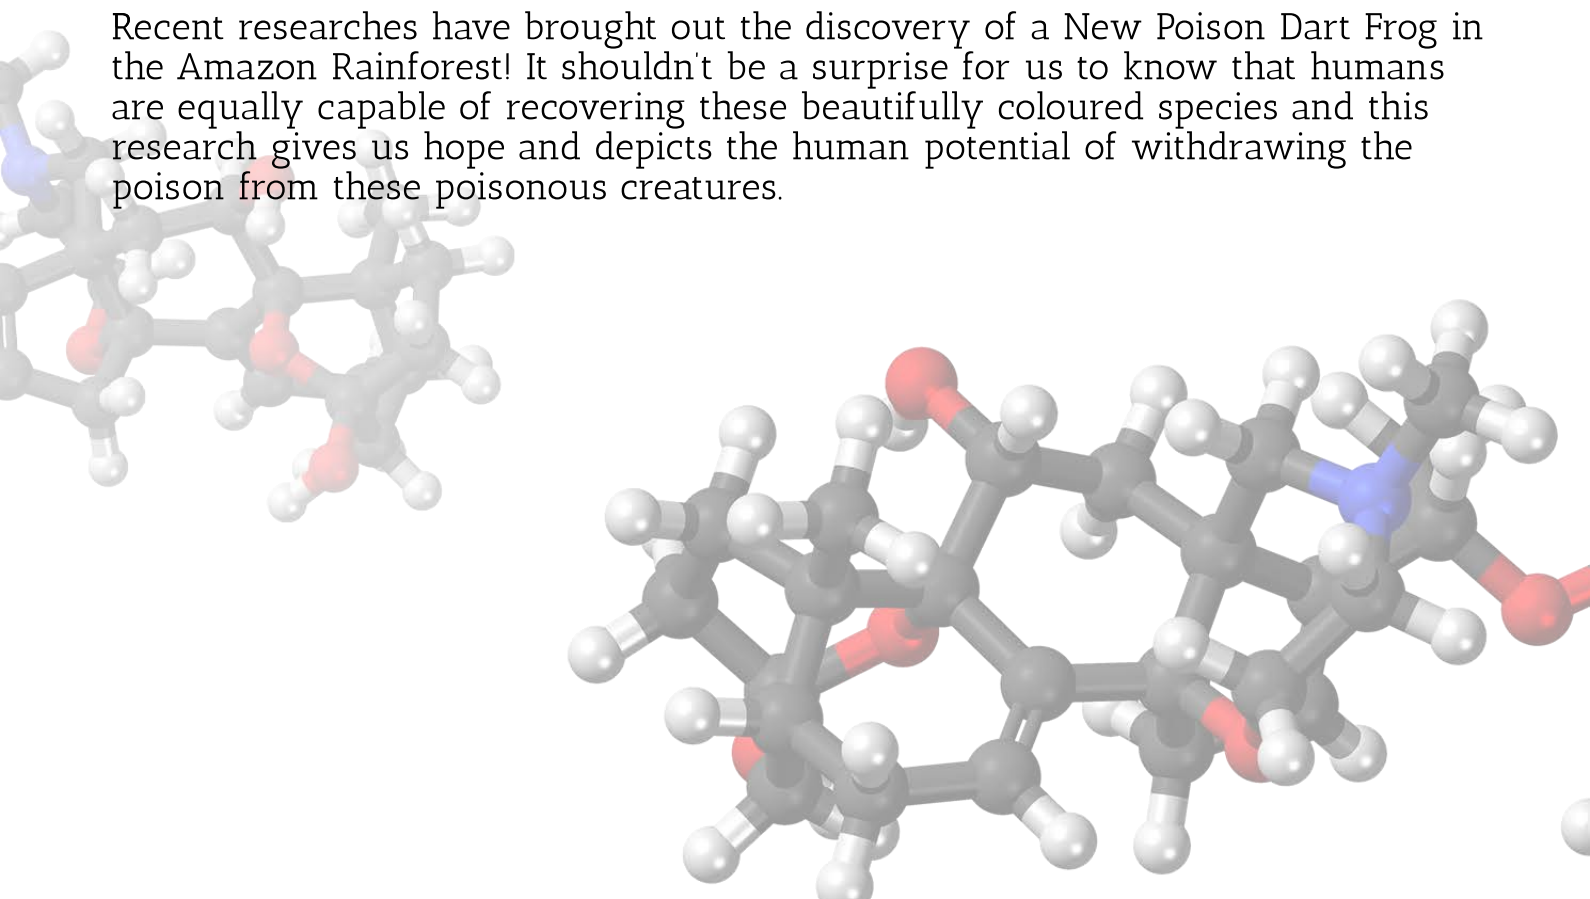 Recent researches have brought out the discovery of a New Poison Dart Frog in
the Amazon Rainforest! It shouldn't be a surprise for us to know that humans
are equally capable of recovering these beautifully coloured species and this
research gives us hope and depicts the human potential of withdrawing the
poison from these poisonous creatures.